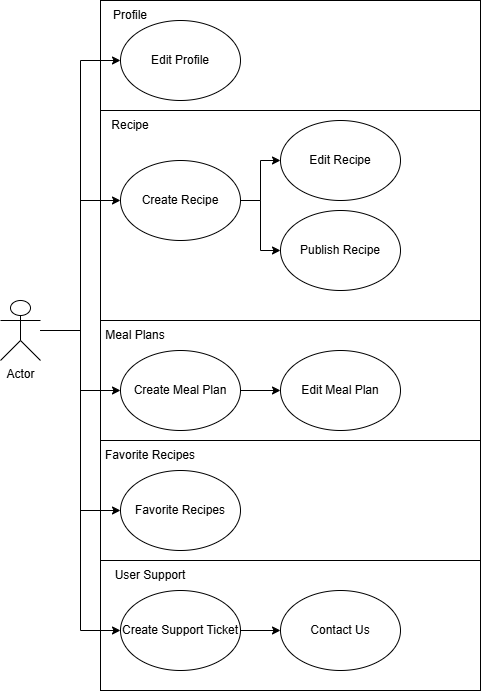 Profile
Edit Profile
Recipe
Edit Recipe
Create Recipe
Publish Recipe
Actor
Meal Plans
Create Meal Plan
Edit Meal Plan
Favorite Recipes
Favorite Recipes
User Support
Create Support Ticket
Contact Us